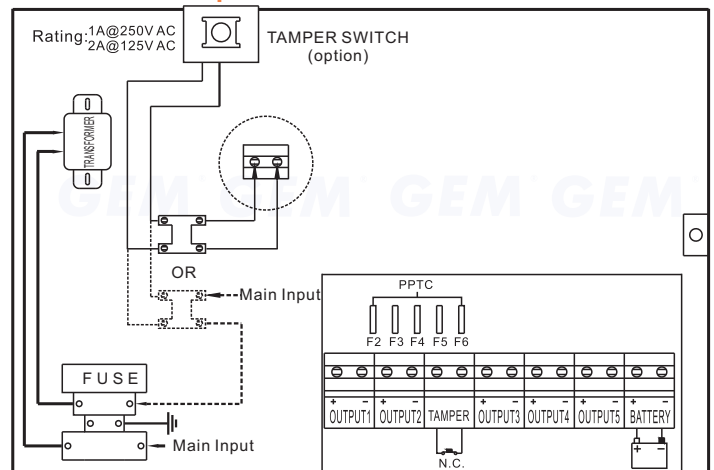 Rating: 1A@250V AC
2A@125V AC
TAMPER SWITCH
(option)
TRANSFORMER
GEM GEM GEM GEM
OR
Main Input
PPTC
F2 F3 F4 F5 F6
FUSE
+ − + − + − + − + − + −
OUTPUT1 OUTPUT2 TAMPER OUTPUT3 OUTPUT4 OUTPUT5 BATTERY
Main Input
+ −
N.C.